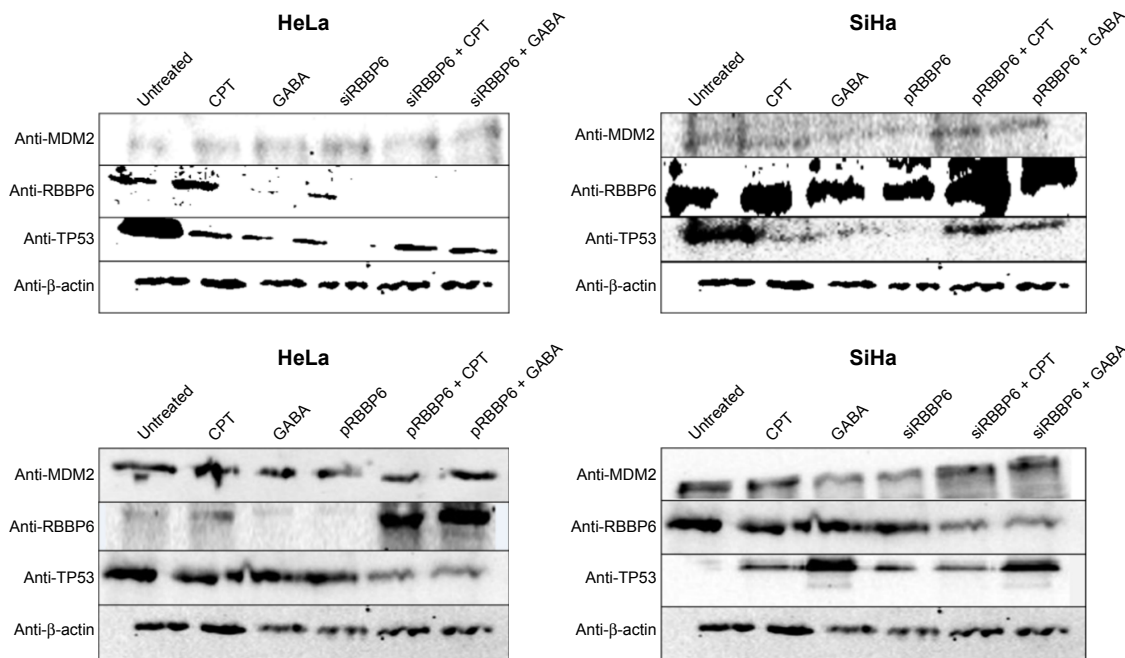 HeLa
Untreated
CPT
GABA
siRBBP6
siRBBP6 + CPT
siRBBP6 + GABA
Anti-MDM2
Anti-RBBP6
Anti-TP53
Anti-β-actin
SiHa
Untreated
CPT
GABA
pRBBP6
pRBBP6 + CPT
pRBBP6 + GABA
Anti-MDM2
Anti-RBBP6
Anti-TP53
Anti-β-actin
HeLa
Untreated
CPT
GABA
pRBBP6
pRBBP6 + CPT
pRBBP6 + GABA
Anti-MDM2
Anti-RBBP6
Anti-TP53
Anti-β-actin
SiHa
Untreated
CPT
GABA
siRBBP6
siRBBP6 + CPT
siRBBP6 + GABA
Anti-MDM2
Anti-RBBP6
Anti-TP53
Anti-β-actin